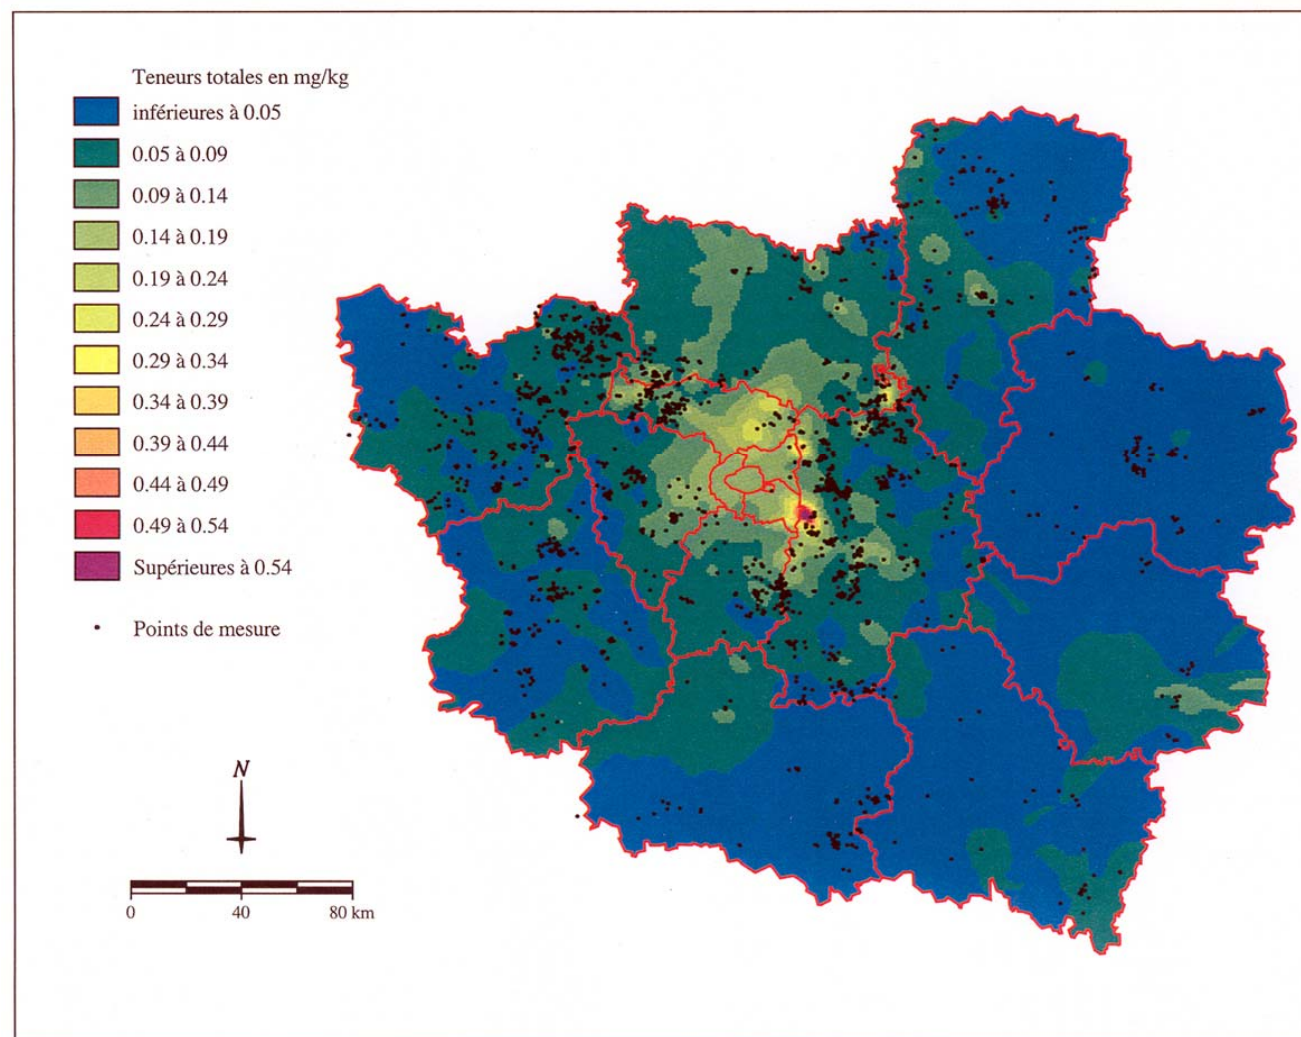 Teneurs totales en mg/kg
inférieures à 0.05
0.05 à 0.09
0.09 à 0.14
0.14 à 0.19
0.19 à 0.24
0.24 à 0.29
0.29 à 0.34
0.34 à 0.39
0.39 à 0.44
0.44 à 0.49
0.49 à 0.54
Supérieures à 0.54
Points de mesure
N
0 40 80 km